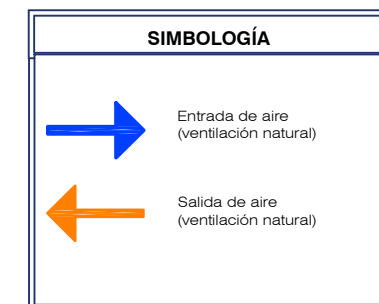 SIMBOLOGÍA
Entrada de aire
(ventilación natural)
Salida de aire
(ventilación natural)